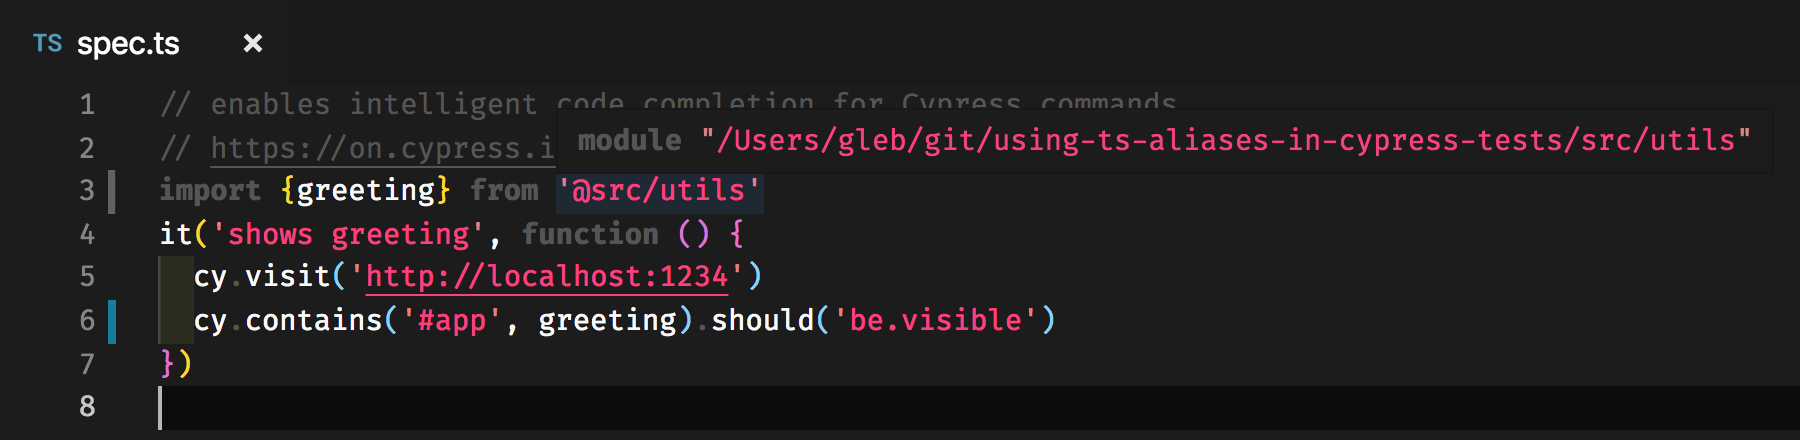 TS spec.ts ×
1 // enables intelligent code completion for Cypress commands
2 // https://on.cypress.i
module "/Users/gleb/git/using-ts-aliases-in-cypress-tests/src/utils"
3 import {greeting} from '@src/utils'
4 it('shows greeting', function () {
5 cy.visit('http://localhost:1234')
6 cy.contains('#app', greeting).should('be.visible')
7 })
8